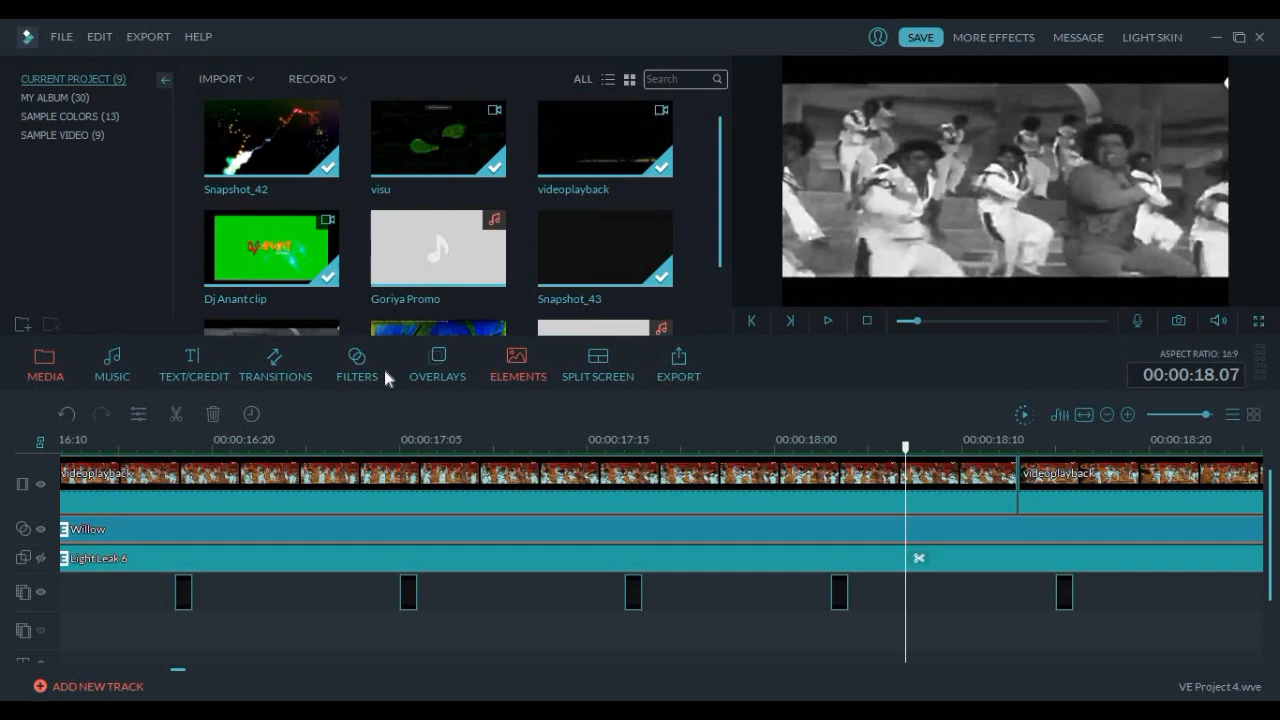 FILE EDIT EXPORT HELP SAVE MORE EFFECTS MESSAGE LIGHT SKIN
CURRENT PROJECT (9)
MY ALBUM (30)
SAMPLE COLORS (13)
SAMPLE VIDEO (9)
IMPORT RECORD ALL Search
Snapshot_42 visu videoplayback
Dj Anant clip Goriya Promo Snapshot_43
MEDIA MUSIC TEXT/CREDIT TRANSITIONS FILTERS OVERLAYS ELEMENTS SPLIT SCREEN EXPORT
ASPECT RATIO: 16:9
00:00:18.07
16:10 00:00:16:20 00:00:17:05 00:00:17:15 00:00:18:00 00:00:18:10 00:00:18:20
videoplayback videoplayback
Willow
Light Leak 6
ADD NEW TRACK
VE Project 4.wve